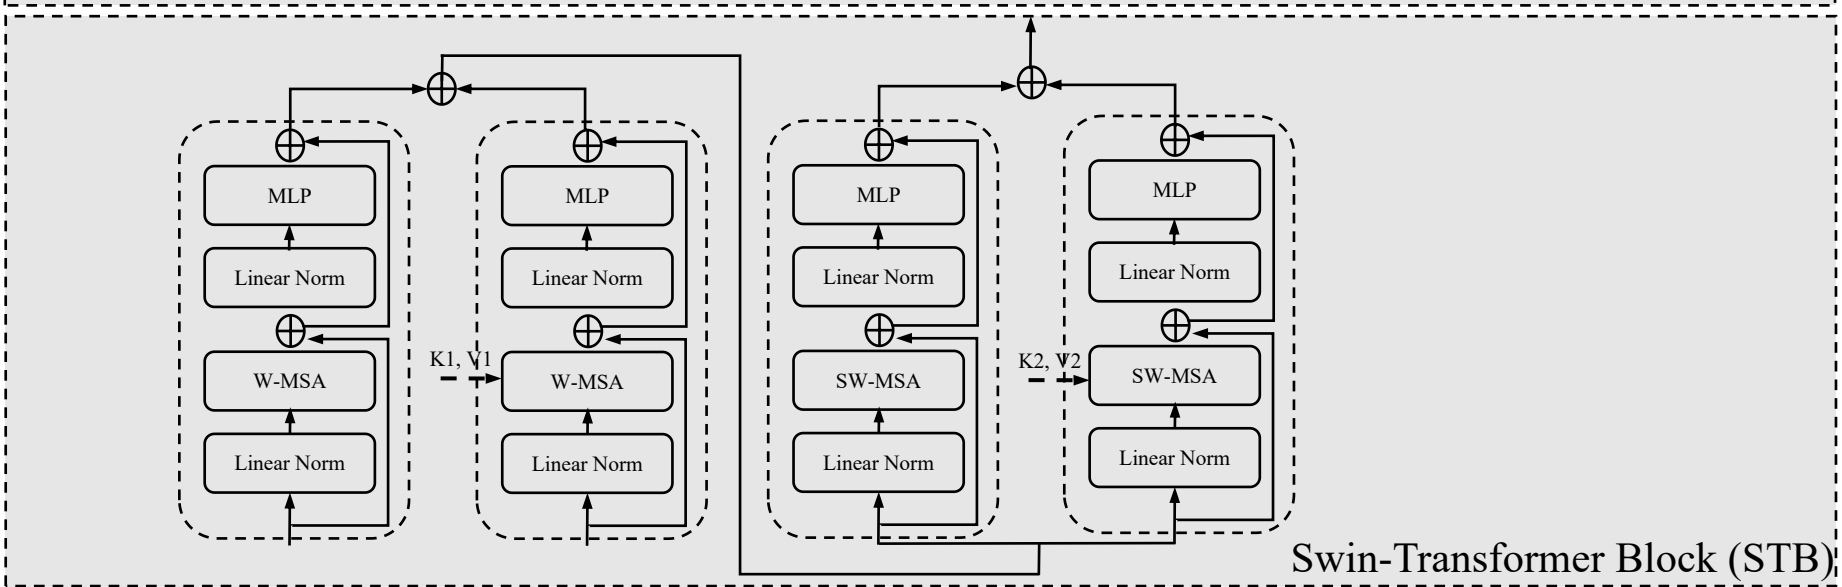 MLP
Linear Norm
W-MSA
Linear Norm
MLP
Linear Norm
K1, V1
W-MSA
Linear Norm
MLP
Linear Norm
SW-MSA
Linear Norm
MLP
Linear Norm
K2, V2
SW-MSA
Linear Norm
Swin-Transformer Block (STB)